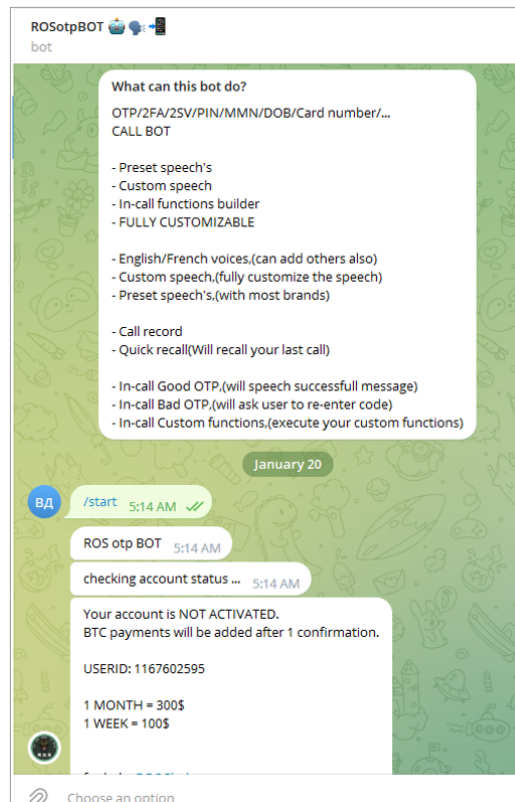 ROSotpBOT 🤖🗣️📲
bot
What can this bot do?
OTP/2FA/2SV/PIN/MMN/DOB/Card number/...
CALL BOT
- Preset speech's
- Custom speech
- In-call functions builder
- FULLY CUSTOMIZABLE
- English/French voices,(can add others also)
- Custom speech,(fully customize the speech)
- Preset speech's,(with most brands)
- Call record
- Quick recall(Will recall your last call)
- In-call Good OTP,(will speech successfull message)
- In-call Bad OTP,(will ask user to re-enter code)
- In-call Custom functions,(execute your custom functions)
January 20
ВД
/start 5:14 AM
ROS otp BOT 5:14 AM
checking account status ... 5:14 AM
Your account is NOT ACTIVATED.
BTC payments will be added after 1 confirmation.
USERID: 1167602595
1 MONTH = 300$
1 WEEK = 100$
Choose an option